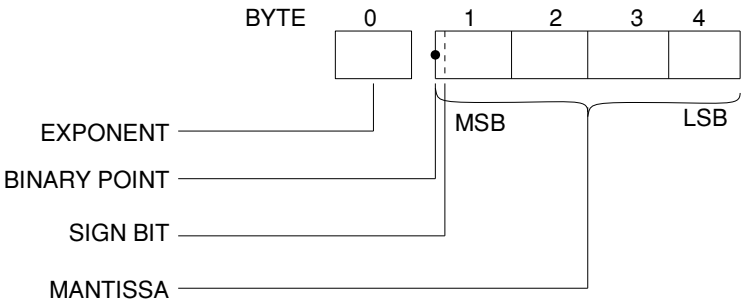 BYTE 0 1 2 3 4
MSB LSB
EXPONENT
BINARY POINT
SIGN BIT
MANTISSA